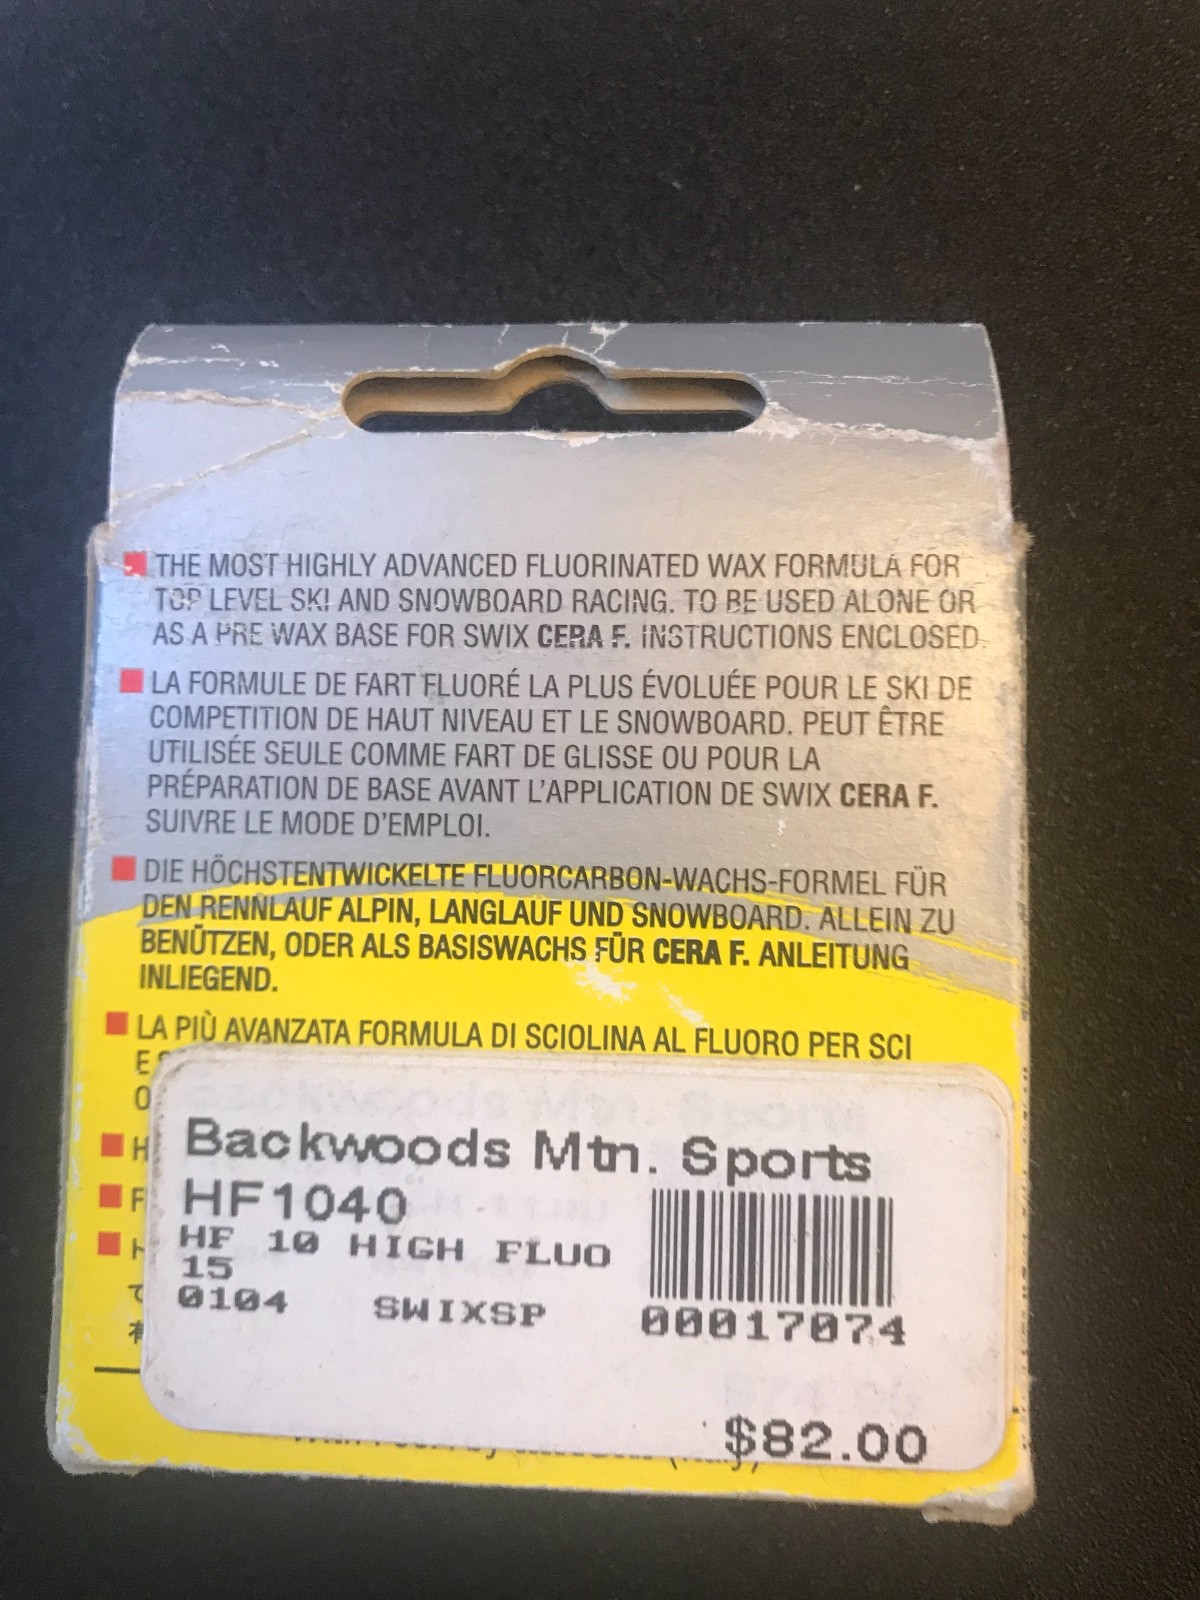 THE MOST HIGHLY ADVANCED FLUORINATED WAX FORMULA FOR
TOP LEVEL SKI AND SNOWBOARD RACING. TO BE USED ALONE OR
AS A PRE WAX BASE FOR SWIX CERA F. INSTRUCTIONS ENCLOSED.
LA FORMULE DE FART FLUORÉ LA PLUS ÉVOLUÉE POUR LE SKI DE
COMPETITION DE HAUT NIVEAU ET LE SNOWBOARD. PEUT ÊTRE
UTILISÉE SEULE COMME FART DE GLISSE OU POUR LA
PRÉPARATION DE BASE AVANT L'APPLICATION DE SWIX CERA F.
SUIVRE LE MODE D'EMPLOI.
DIE HÖCHSTENTWICKELTE FLUORCARBON-WACHS-FORMEL FÜR
DEN RENNLAUF ALPIN, LANGLAUF UND SNOWBOARD. ALLEIN ZU
BENÜTZEN, ODER ALS BASISWACHS FÜR CERA F. ANLEITUNG
INLIEGEND.
LA PIÙ AVANZATA FORMULA DI SCIOLINA AL FLUORO PER SCI
E
Backwoods Mtn. Sports
HF1040
HF 10 HIGH FLUO
15
0104 SWIXSP
00017074
$82.00